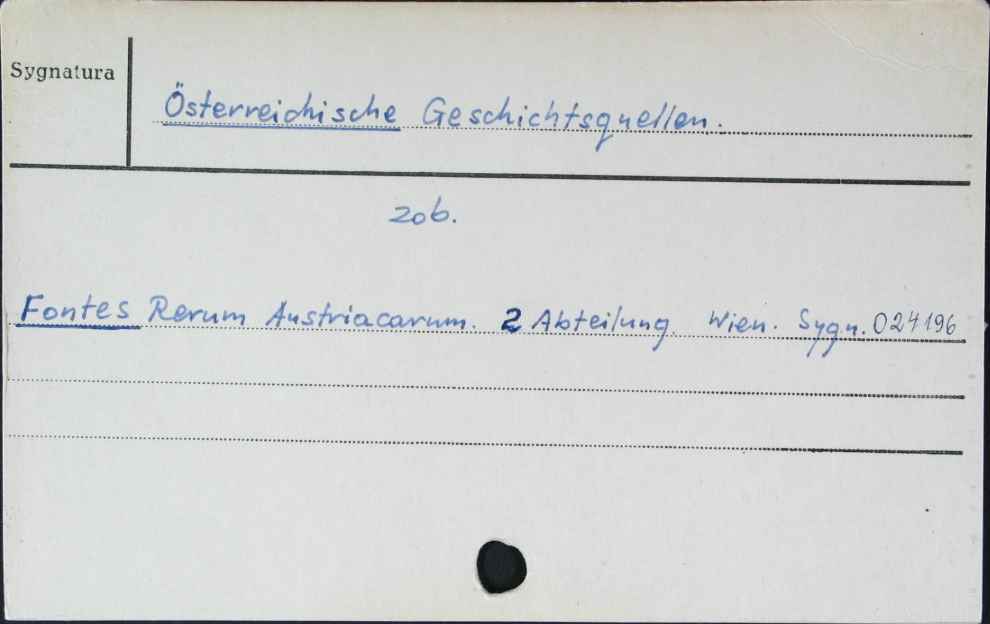 Sygnatura
Österreichische Geschichtsquellen.
zob.
Fontes Rerum Austriacarum. 2 Abteilung. Wien. Sygn. 024196